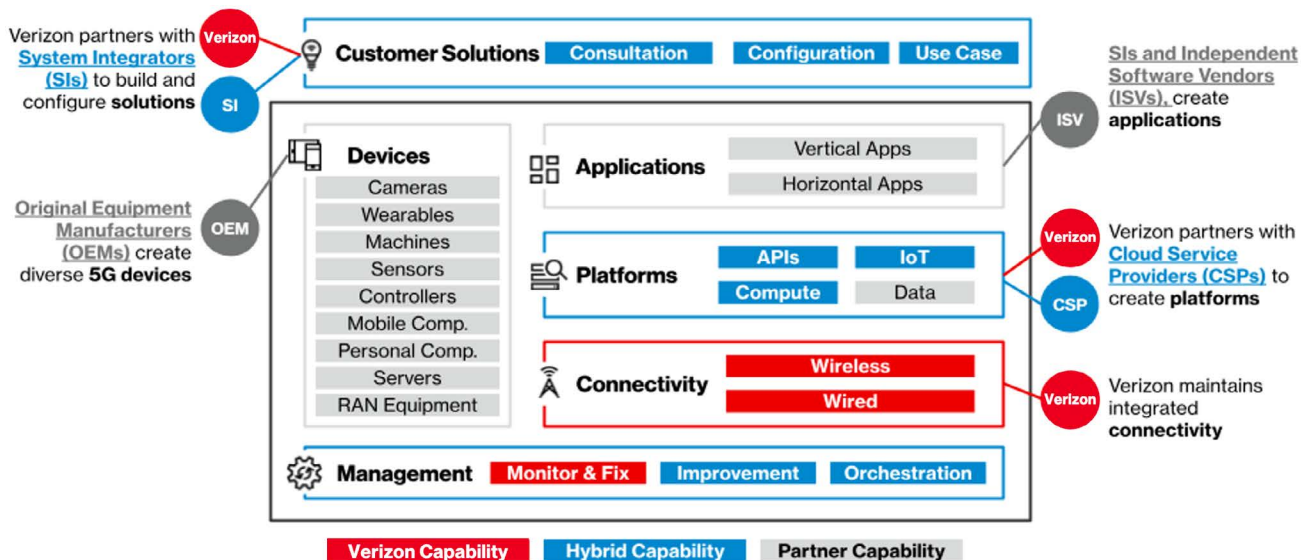 Verizon partners with
System Integrators
(SIs) to build and
configure solutions
Verizon
SI
Customer Solutions
Consultation
Configuration
Use Case
SIs and Independent
Software Vendors
(ISVs), create
applications
ISV
Original Equipment
Manufacturers
(OEMs) create
diverse 5G devices
OEM
Devices
Cameras
Wearables
Machines
Sensors
Controllers
Mobile Comp.
Personal Comp.
Servers
RAN Equipment
Applications
Vertical Apps
Horizontal Apps
Platforms
APIs
IoT
Compute
Data
Verizon
CSP
Verizon partners with
Cloud Service
Providers (CSPs) to
create platforms
Connectivity
Wireless
Wired
Verizon
Verizon maintains
integrated
connectivity
Management
Monitor & Fix
Improvement
Orchestration
Verizon Capability
Hybrid Capability
Partner Capability